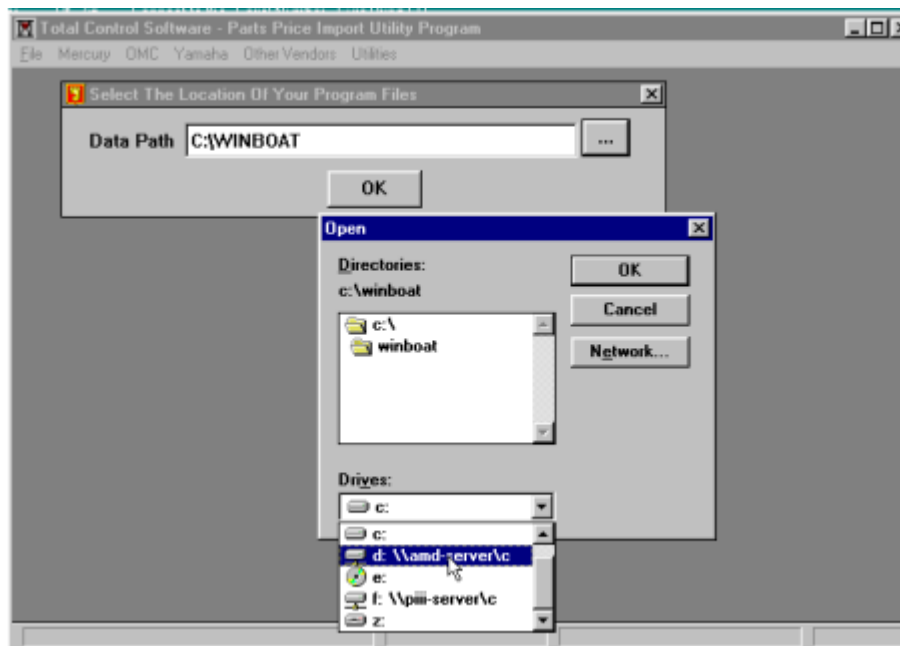 Total Control Software - Parts Price Import Utility Program
File Mercury OMC Yamaha Other Vendors Utilities
Select The Location Of Your Program Files
Data Path C:\WINBOAT ...
OK
Open
Directories:
c:\winboat
OK
c:\
winboat
Cancel
Network...
Drives:
c:
c:
d: \\amd-server\c
e:
f: \\piii-server\c
z: